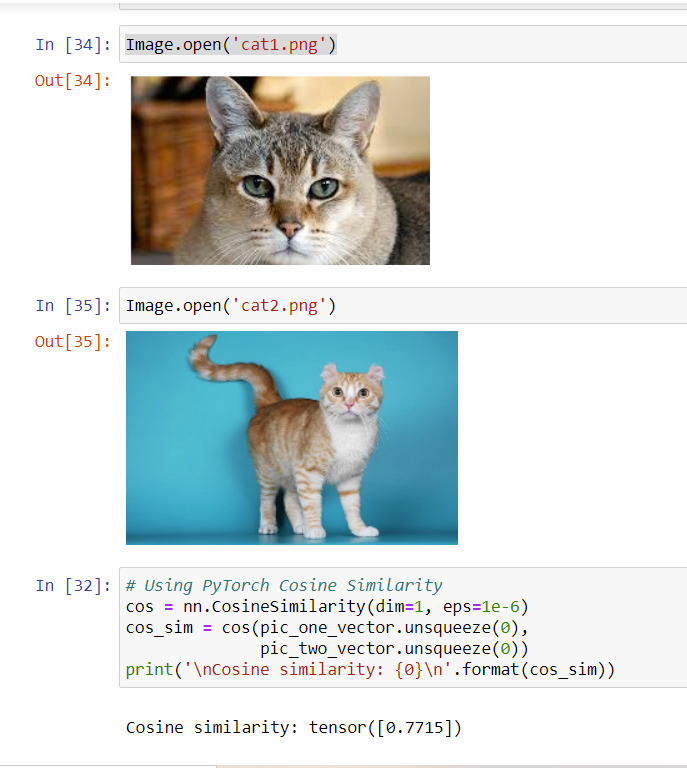 In [34]: Image.open('cat1.png')
Out[34]:
In [35]: Image.open('cat2.png')
Out[35]:
In [32]: # Using PyTorch Cosine Similarity
cos = nn.CosineSimilarity(dim=1, eps=1e-6)
cos_sim = cos(pic_one_vector.unsqueeze(0),
pic_two_vector.unsqueeze(0))
print('\nCosine similarity: {0}\n'.format(cos_sim))
Cosine similarity: tensor([0.7715])